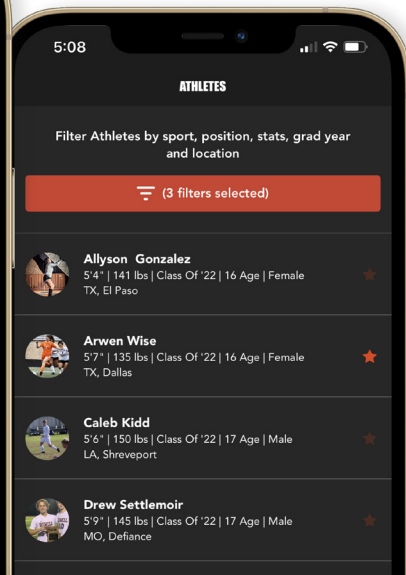 5:08
ATHLETES
Filter Athletes by sport, position, stats, grad year
and location
(3 filters selected)
Allyson Gonzalez
5'4" | 141 lbs | Class Of '22 | 16 Age | Female
TX, El Paso
Arwen Wise
5'7" | 135 lbs | Class Of '22 | 16 Age | Female
TX, Dallas
Caleb Kidd
5'6" | 150 lbs | Class Of '22 | 17 Age | Male
LA, Shreveport
Drew Settlemoir
5'9" | 145 lbs | Class Of '22 | 17 Age | Male
MO, Defiance